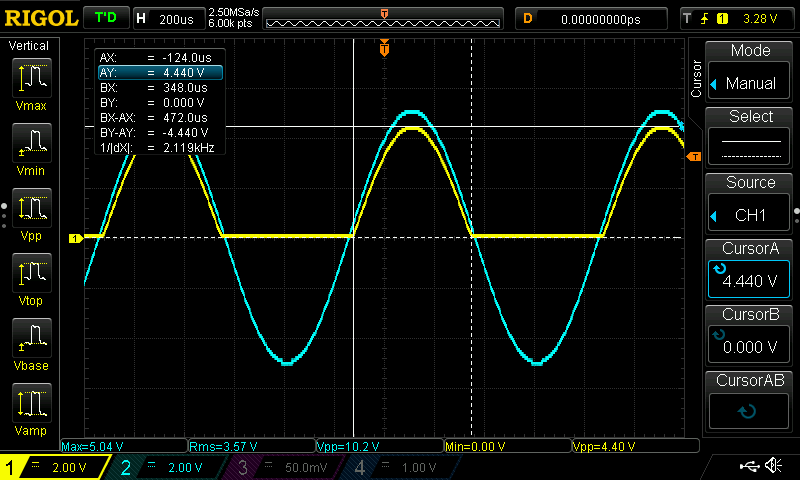 RIGOL T'D H 200us 2.50MSa/s 6.00k pts D 0.00000000ps T 1 3.28 V
Vertical
Vmax
Vmin
Vpp
Vtop
Vbase
Vamp
AX: = -124.0us
AY: = 4.440 V
BX: = 348.0us
BY: = 0.000 V
BX-AX: = 472.0us
BY-AY: = -4.440 V
1/|dX|: = 2.119kHz
T
T
T
1
Cursor
Mode
Manual
Select
Source
CH1
CursorA
4.440 V
CursorB
0.000 V
CursorAB
Max=5.04 V Rms=3.57 V Vpp=10.2 V Min=0.00 V Vpp=4.40 V
1 = 2.00 V 2 = 2.00 V 3 = 50.0mV 4 = 1.00 V